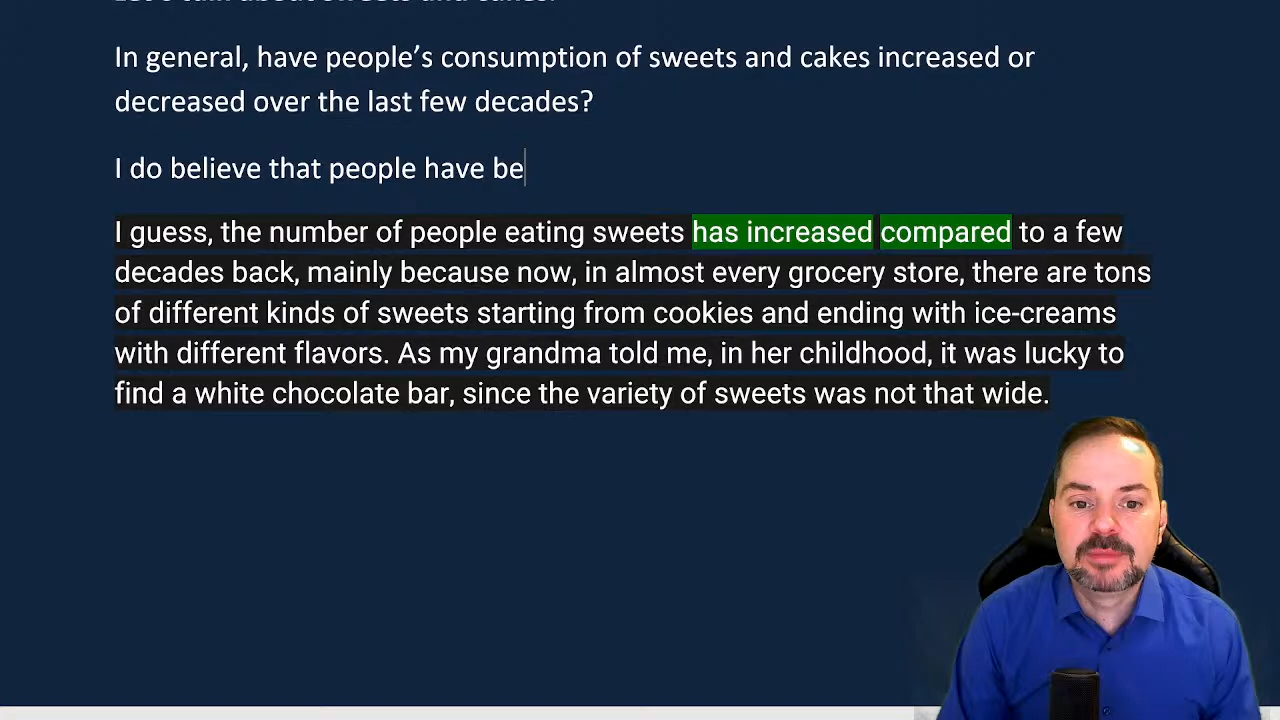 In general, have people’s consumption of sweets and cakes increased or
decreased over the last few decades?
I do believe that people have be
I guess, the number of people eating sweets has increased compared to a few
decades back, mainly because now, in almost every grocery store, there are tons
of different kinds of sweets starting from cookies and ending with ice-creams
with different flavors. As my grandma told me, in her childhood, it was lucky to
find a white chocolate bar, since the variety of sweets was not that wide.